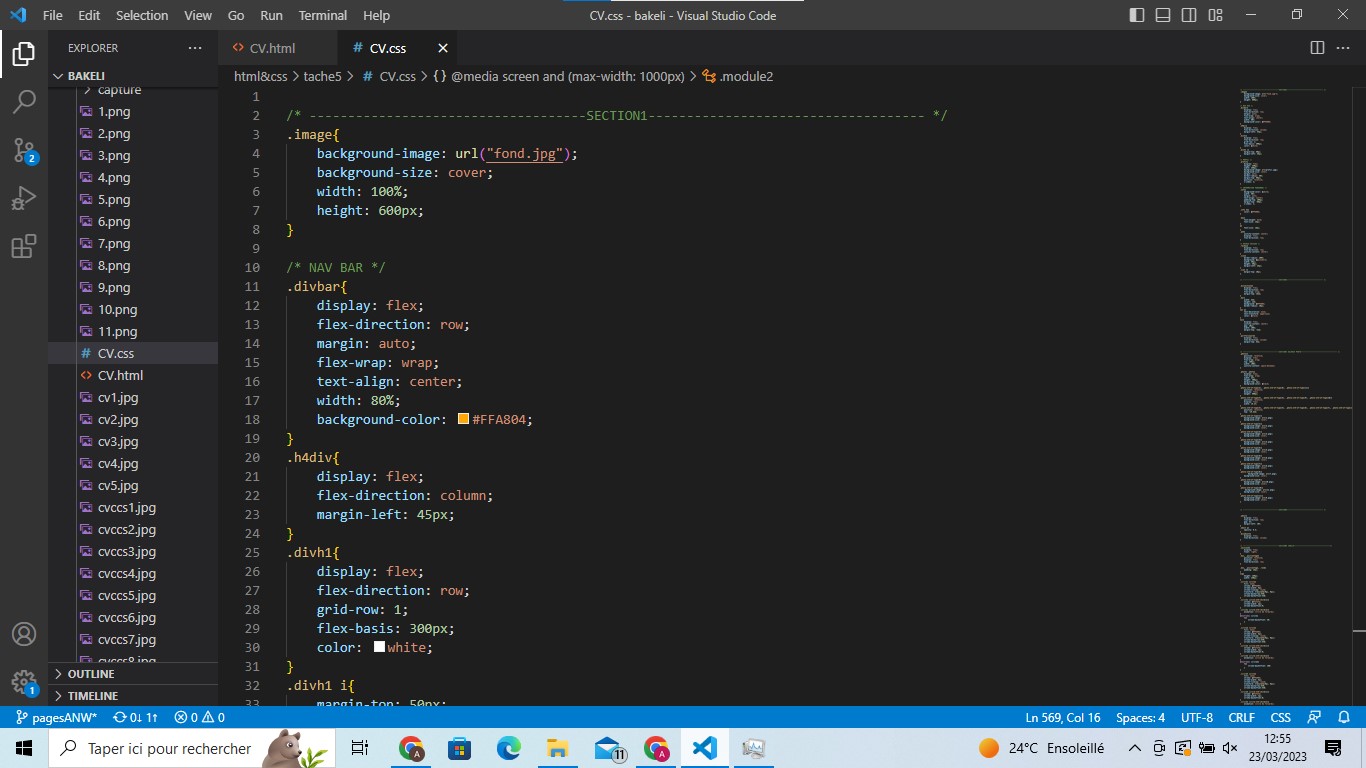 File Edit Selection View Go Run Terminal Help CV.css - bakeli - Visual Studio Code
EXPLORER ··· CV.html # CV.css
BAKELI html&css > tache5 > # CV.css > {} @media screen and (max-width: 1000px) > .module2
capture
1.png
2.png
3.png
4.png
5.png
6.png
7.png
8.png
9.png
10.png
11.png
CV.css
CV.html
cv1.jpg
cv2.jpg
cv3.jpg
cv4.jpg
cv5.jpg
cvccs1.jpg
cvccs2.jpg
cvccs3.jpg
cvccs4.jpg
cvccs5.jpg
cvccs6.jpg
cvccs7.jpg
cvccs8.jpg
OUTLINE
TIMELINE
2
1
1
2 /* ------------------------------------SECTION1------------------------------------ */
3 .image{
4 background-image: url("fond.jpg");
5 background-size: cover;
6 width: 100%;
7 height: 600px;
8 }
9
10 /* NAV BAR */
11 .divbar{
12 display: flex;
13 flex-direction: row;
14 margin: auto;
15 flex-wrap: wrap;
16 text-align: center;
17 width: 80%;
18 background-color: #FFA804;
19 }
20 .h4div{
21 display: flex;
22 flex-direction: column;
23 margin-left: 45px;
24 }
25 .divh1{
26 display: flex;
27 flex-direction: row;
28 grid-row: 1;
29 flex-basis: 300px;
30 color: white;
31 }
32 .divh1 i{
33 margin-top: 50px;
pagesANW* 0↓ 1↑ 0 0 Ln 569, Col 16 Spaces: 4 UTF-8 CRLF CSS
Taper ici pour rechercher A 11 A 24°C Ensoleillé 12:55
23/03/2023